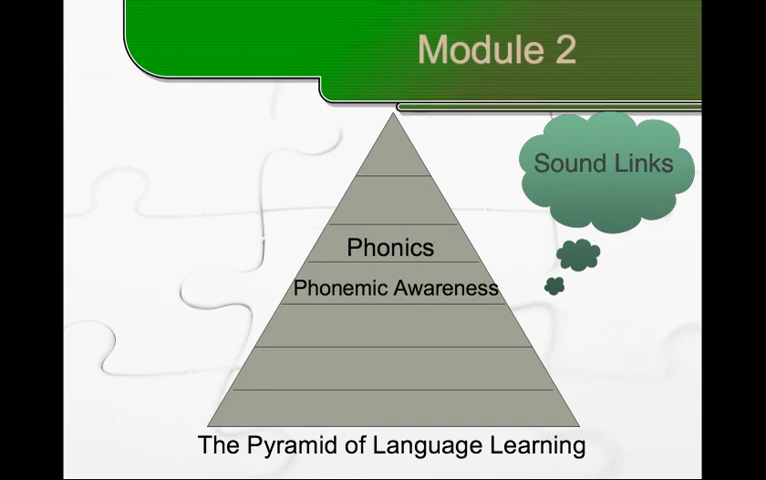 Module 2
Sound Links
Phonics
Phonemic Awareness
The Pyramid of Language Learning